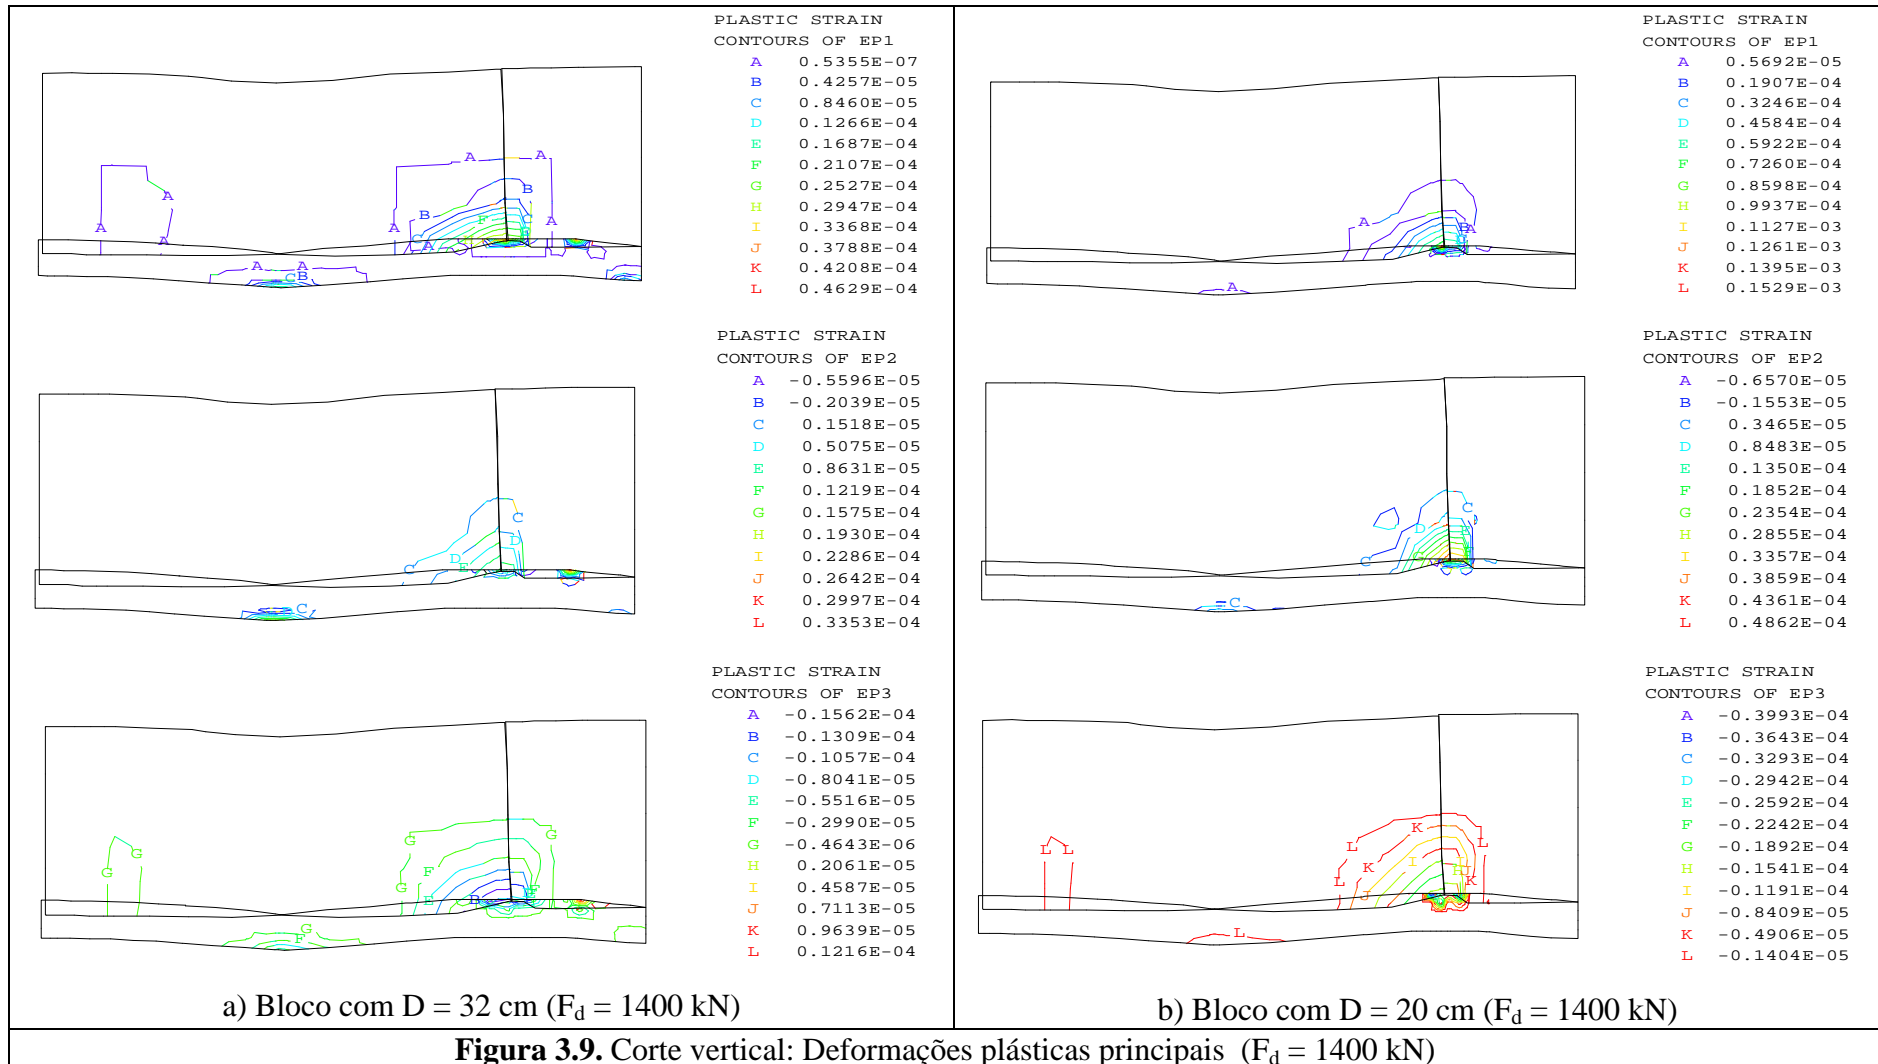 PLASTIC STRAIN
CONTOURS OF EP1
A 0.5355E-07
B 0.4257E-05
C 0.8460E-05
D 0.1266E-04
E 0.1687E-04
F 0.2107E-04
G 0.2527E-04
H 0.2947E-04
I 0.3368E-04
J 0.3788E-04
K 0.4208E-04
L 0.4629E-04
PLASTIC STRAIN
CONTOURS OF EP2
A -0.5596E-05
B -0.2039E-05
C 0.1518E-05
D 0.5075E-05
E 0.8631E-05
F 0.1219E-04
G 0.1575E-04
H 0.1930E-04
I 0.2286E-04
J 0.2642E-04
K 0.2997E-04
L 0.3353E-04
PLASTIC STRAIN
CONTOURS OF EP3
A -0.1562E-04
B -0.1309E-04
C -0.1057E-04
D -0.8041E-05
E -0.5516E-05
F -0.2990E-05
G -0.4643E-06
H 0.2061E-05
I 0.4587E-05
J 0.7113E-05
K 0.9639E-05
L 0.1216E-04
a) Bloco com D = 32 cm (Fd = 1400 kN)
PLASTIC STRAIN
CONTOURS OF EP1
A 0.5692E-05
B 0.1907E-04
C 0.3246E-04
D 0.4584E-04
E 0.5922E-04
F 0.7260E-04
G 0.8598E-04
H 0.9937E-04
I 0.1127E-03
J 0.1261E-03
K 0.1395E-03
L 0.1529E-03
PLASTIC STRAIN
CONTOURS OF EP2
A -0.6570E-05
B -0.1553E-05
C 0.3465E-05
D 0.8483E-05
E 0.1350E-04
F 0.1852E-04
G 0.2354E-04
H 0.2855E-04
I 0.3357E-04
J 0.3859E-04
K 0.4361E-04
L 0.4862E-04
PLASTIC STRAIN
CONTOURS OF EP3
A -0.3993E-04
B -0.3643E-04
C -0.3293E-04
D -0.2942E-04
E -0.2592E-04
F -0.2242E-04
G -0.1892E-04
H -0.1541E-04
I -0.1191E-04
J -0.8409E-05
K -0.4906E-05
L -0.1404E-05
b) Bloco com D = 20 cm (Fd = 1400 kN)
Figura 3.9. Corte vertical: Deformações plásticas principais (Fd = 1400 kN)